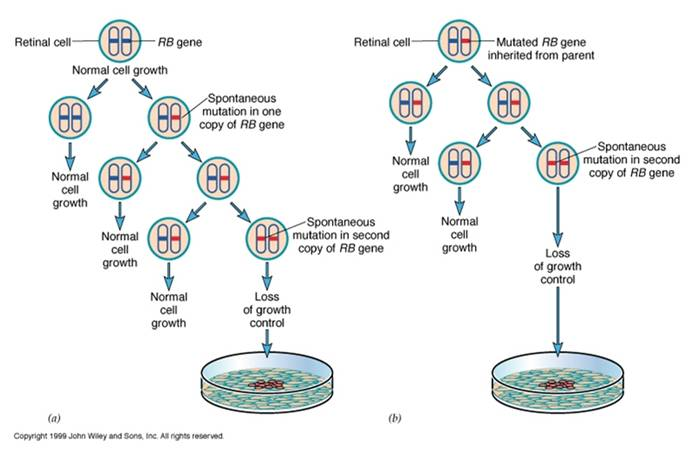 Retinal cell
RB gene
Normal cell growth
Spontaneous
mutation in one
copy of RB gene
Normal
cell
growth
Normal
cell
growth
Spontaneous
mutation in second
copy of RB gene
Normal
cell
growth
Loss
of growth
control
(a)
Retinal cell
Mutated RB gene
inherited from parent
Normal
cell
growth
Spontaneous
mutation in second
copy of RB gene
Normal
cell
growth
Loss
of growth
control
(b)
Copyright 1999 John Wiley and Sons, Inc. All rights reserved.